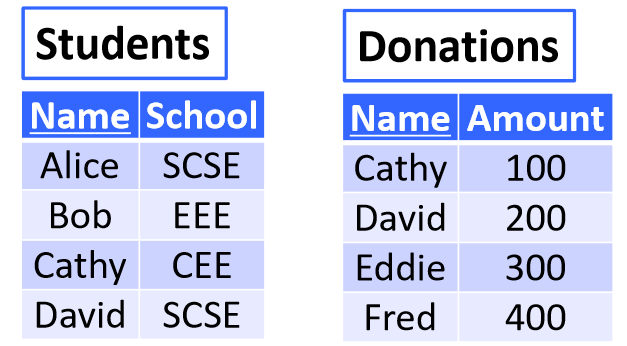 Students
Name School
Alice SCSE
Bob EEE
Cathy CEE
David SCSE
Donations
Name Amount
Cathy 100
David 200
Eddie 300
Fred 400